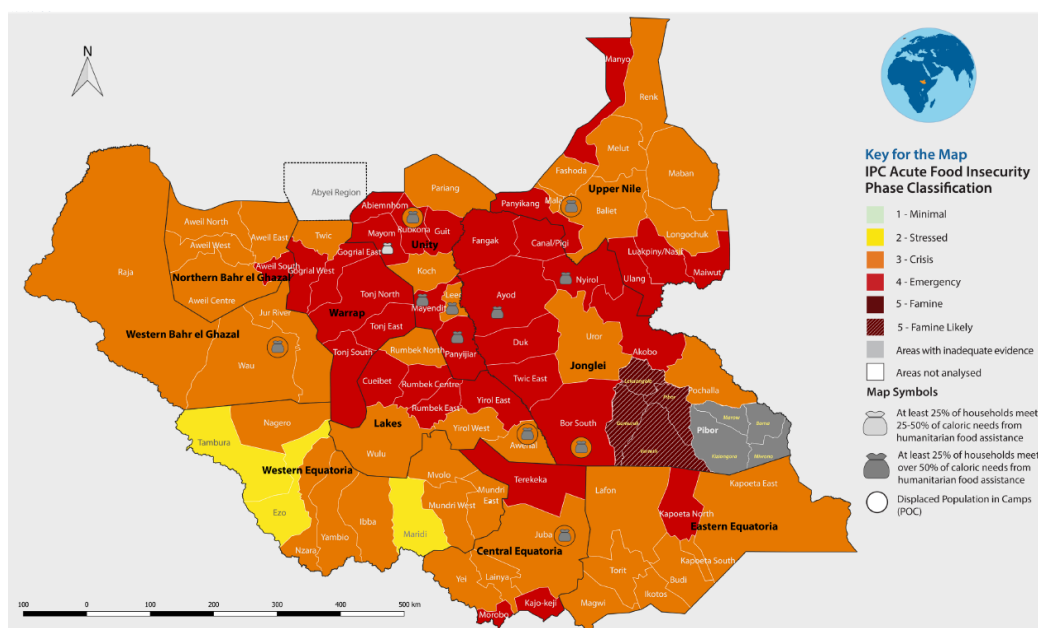 N
Manyo
Renk
Melut
Fashoda
Maban
Upper Nile
Mala
Baliet
Longochuk
Pariang
Abyei Region
Abiemnhom
Panyikang
Rubkona
Mayom
Guit
Unity
Fangak
Canal/Pigi
Luakpiny/Nasir
Maiwut
Ulang
Nyirol
Aweil North
Aweil East
Aweil West
Twic
Gogrial East
Aweil South
Gogrial West
Northern Bahr el Ghazal
Raja
Koch
Aweil Centre
Tonj North
Mayendit
Leer
Ayod
Warrap
Jur River
Western Bahr el Ghazal
Tonj East
Panyijiar
Duk
Uror
Akobo
Wau
Tonj South
Rumbek North
Jonglei
Cueibet
Rumbek Centre
Twic East
Pochalla
Likuangole
Pibor
Rumbek East
Yirol East
Gumuruk
Verteth
Pibor
Boma
Nagero
Lakes
Yirol West
Awerial
Bor South
Tambura
Wulu
Western Equatoria
Mvolo
Terekeka
Lafon
Kapoeta East
Mundri East
Mundri West
Kapoeta North
Eastern Equatoria
Ezo
Ibba
Maridi
Yambio
Nzara
Juba
Central Equatoria
Kapoeta South
Torit
Budi
Yei
Lainya
Ikotos
Magwi
Kajo-keji
Morobo
100 0 100 200 300 400 500 km
Key for the Map
IPC Acute Food Insecurity
Phase Classification
1 - Minimal
2 - Stressed
3 - Crisis
4 - Emergency
5 - Famine
5 - Famine Likely
Areas with inadequate evidence
Areas not analysed
Map Symbols
At least 25% of households meet
25-50% of caloric needs from
humanitarian food assistance
At least 25% of households meet
over 50% of caloric needs from
humanitarian food assistance
Displaced Population in Camps
(POC)